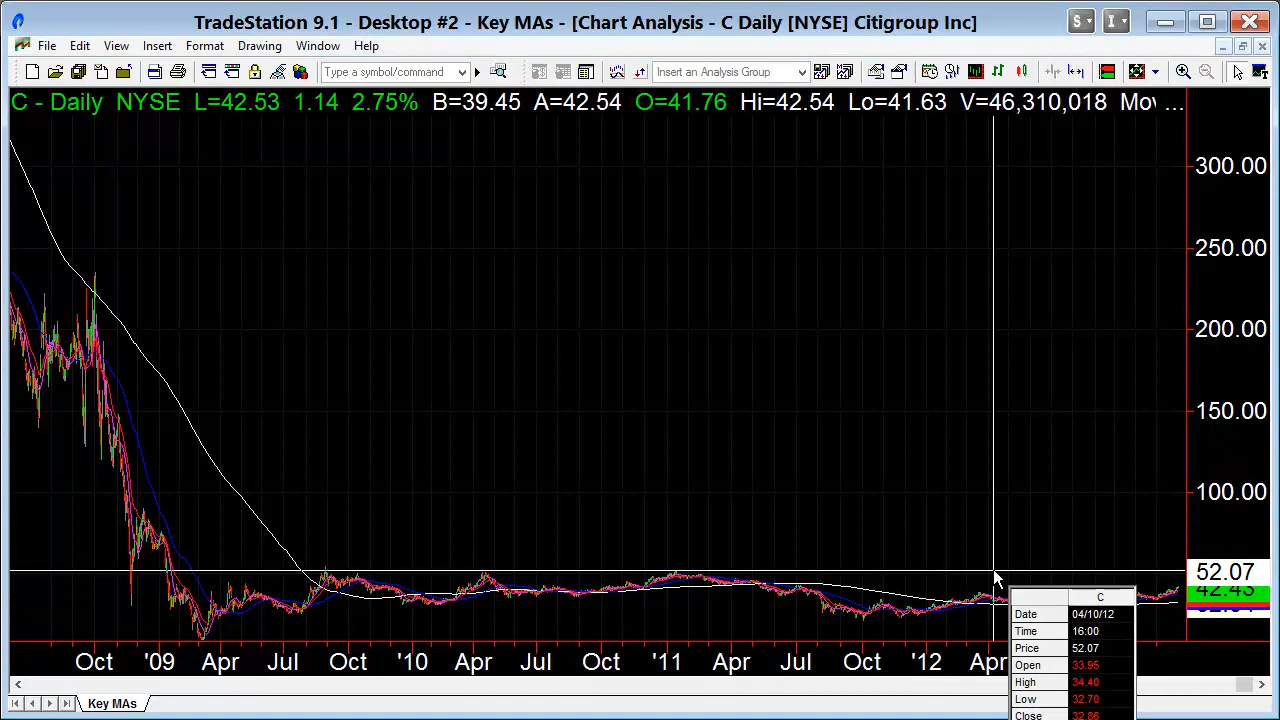 TradeStation 9.1 - Desktop #2 - Key MAs - [Chart Analysis - C Daily [NYSE] Citigroup Inc]
S I
File Edit View Insert Format Drawing Window Help
Type a symbol/command Insert an Analysis Group
C - Daily NYSE L=42.53 1.14 2.75% B=39.45 A=42.54 O=41.76 Hi=42.54 Lo=41.63 V=46,310,018 Mov ...
300.00
250.00
200.00
150.00
100.00
52.07
42.43
C
Date 04/10/12
Time 16:00
Price 52.07
Open 33.95
High 34.40
Low 32.70
Close 32.86
Oct '09 Apr Jul Oct '10 Apr Jul Oct '11 Apr Jul Oct '12 Apr
Key MAs